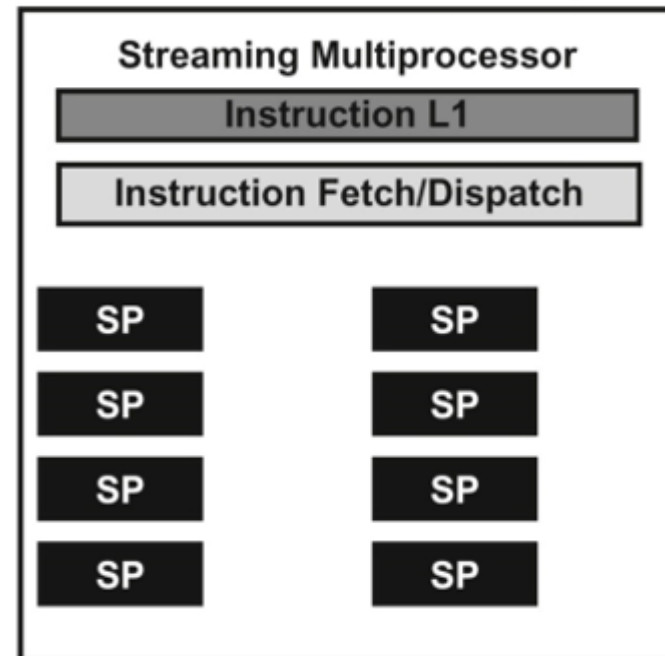 Streaming Multiprocessor
Instruction L1
Instruction Fetch/Dispatch
SP SP
SP SP
SP SP
SP SP